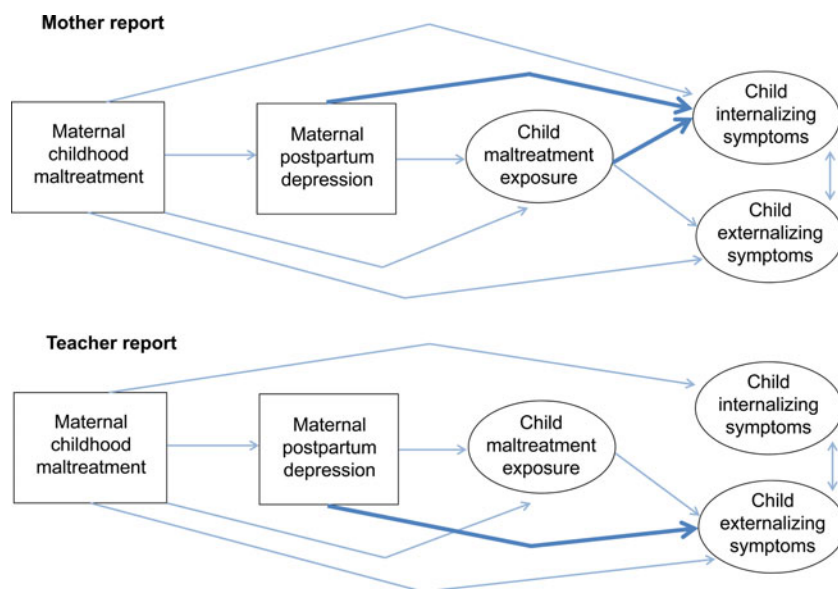 Mother report
Maternal
childhood
maltreatment
Maternal
postpartum
depression
Child
maltreatment
exposure
Child
internalizing
symptoms
Child
externalizing
symptoms
Teacher report
Maternal
childhood
maltreatment
Maternal
postpartum
depression
Child
maltreatment
exposure
Child
internalizing
symptoms
Child
externalizing
symptoms